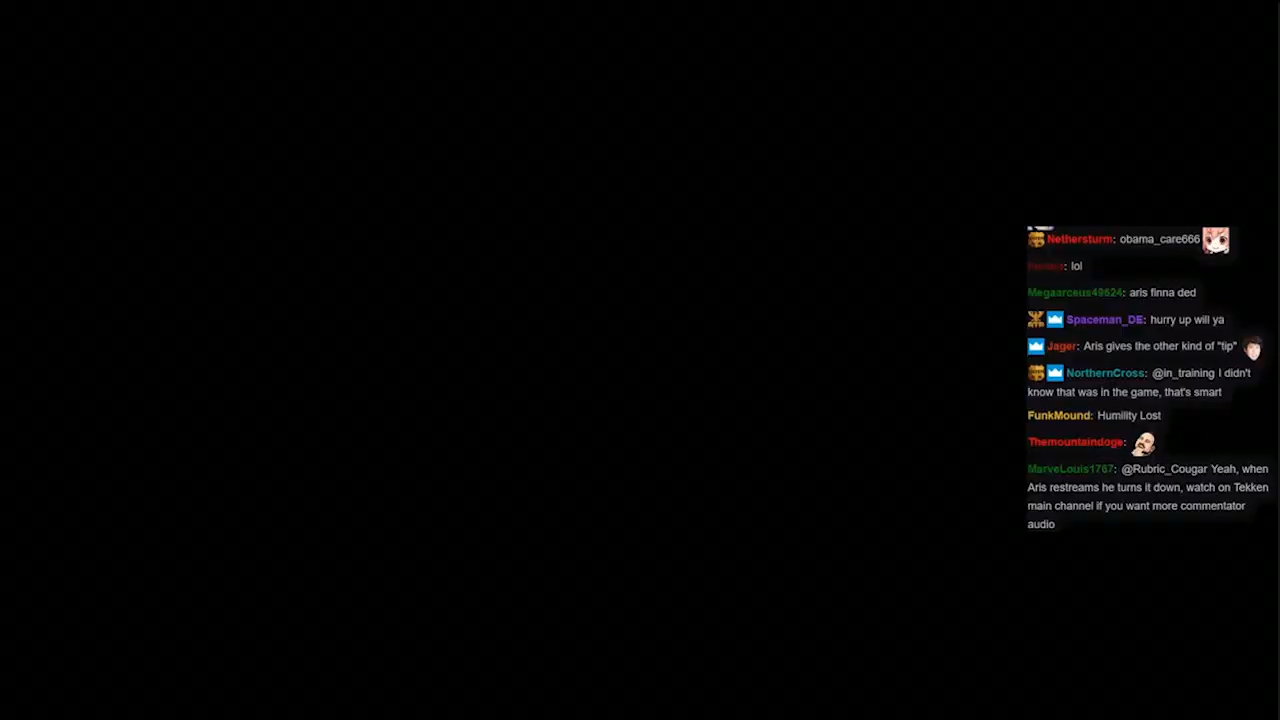 Nethersturm: obama_care666
: lol
Megaarceus49624: aris finna ded
Spaceman_DE: hurry up will ya
Jager: Aris gives the other kind of "tip"
NorthernCross: @in_training I didn't
know that was in the game, that's smart
FunkMound: Humility Lost
Themountaindoge:
MarveLouis1767: @Rubric_Cougar Yeah, when
Aris restreams he turns it down, watch on Tekken
main channel if you want more commentator
audio